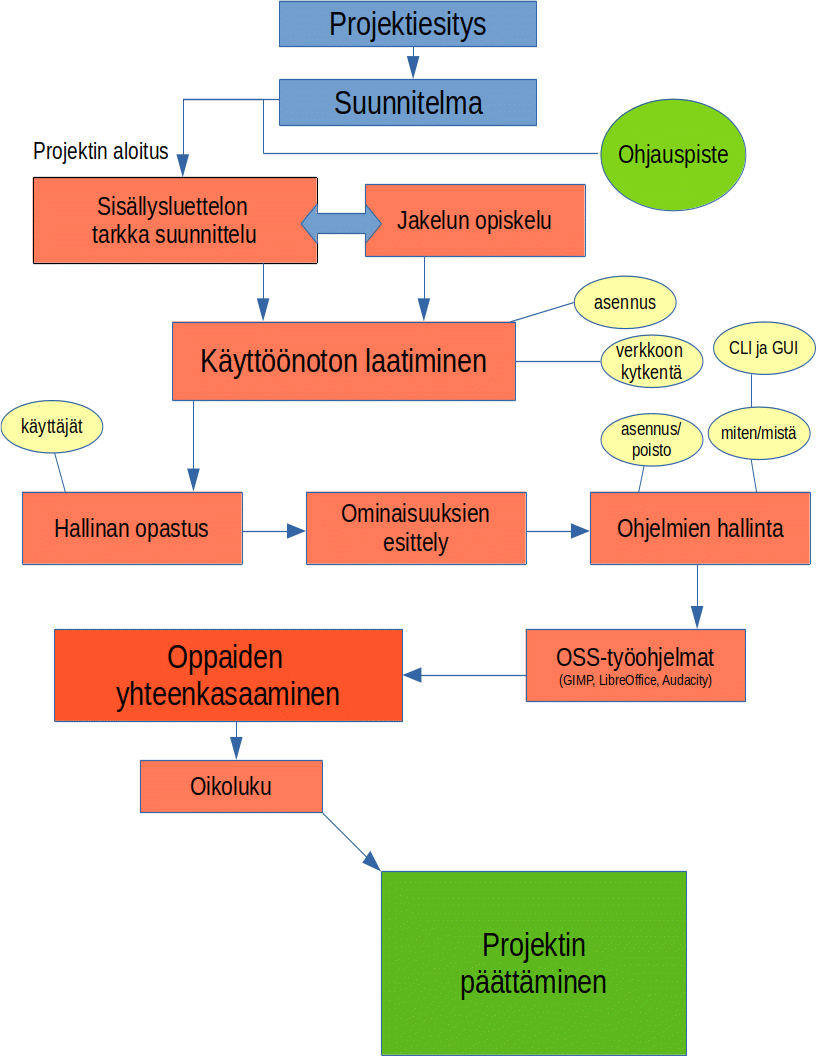 Projektiesitys
Suunnitelma
Ohjauspiste
Projektin aloitus
Sisällysluettelon
tarkka suunnittelu
Jakelun opiskelu
asennus
Käyttöönoton laatiminen
verkkoon
kytkentä
CLI ja GUI
käyttäjät
asennus/
poisto
miten/mistä
Hallinan opastus
Ominaisuuksien
esittely
Ohjelmien hallinta
Oppaiden
yhteenkasaaminen
OSS-työohjelmat
(GIMP, LibreOffice, Audacity)
Oikoluku
Projektin
päättäminen